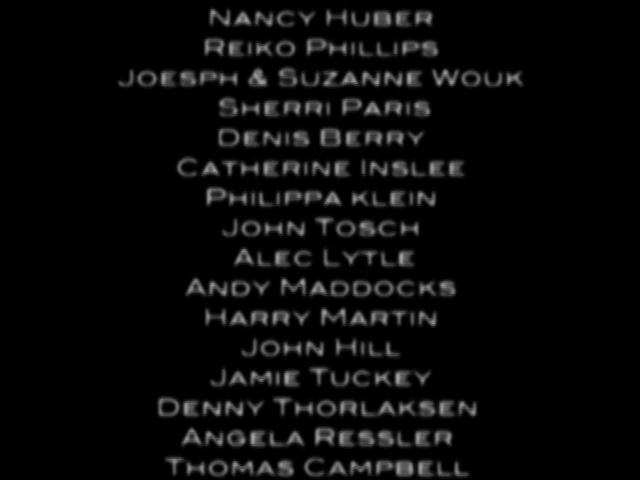 Nancy Huber
Reiko Phillips
Joesph & Suzanne Wouk
Sherri Paris
Denis Berry
Catherine Inslee
Philippa klein
John Tosch
Alec Lytle
Andy Maddocks
Harry Martin
John Hill
Jamie Tuckey
Denny Thorlaksen
Angela Ressler
Thomas Campbell